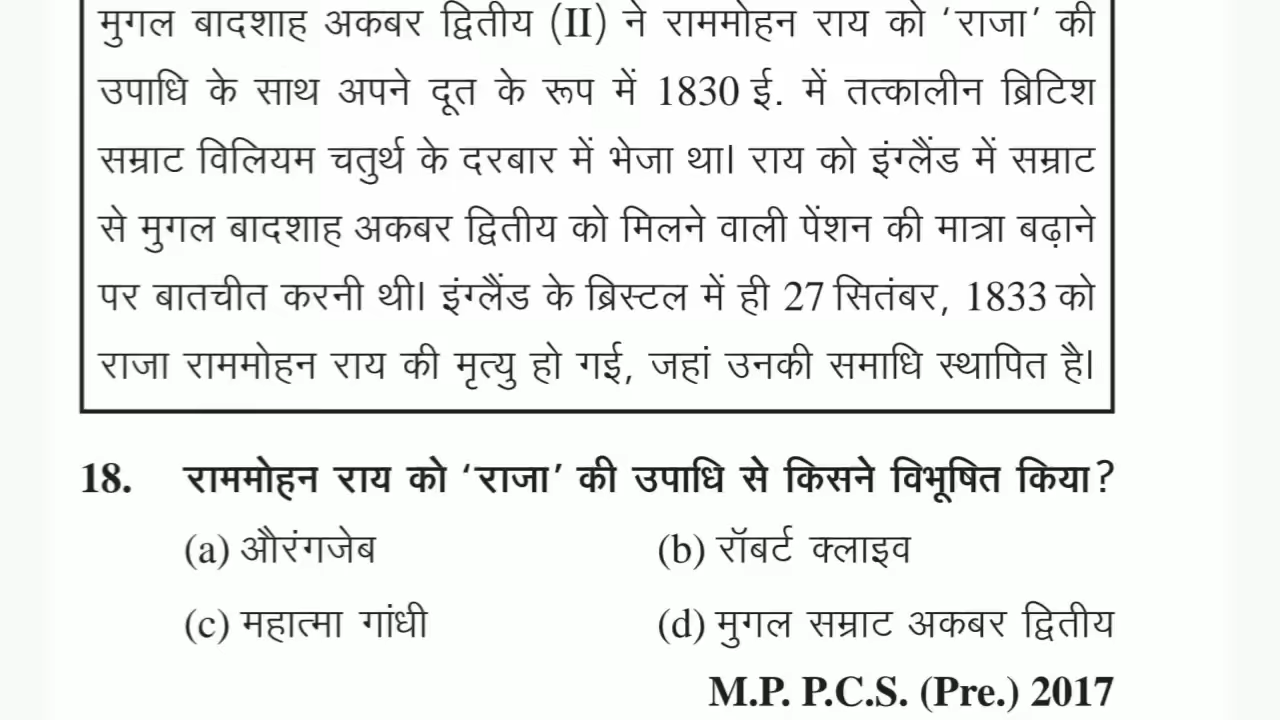 मुगल बादशाह अकबर द्वितीय (II) ने राममोहन राय को ‘राजा’ की
उपाधि के साथ अपने दूत के रूप में 1830 ई. में तत्कालीन ब्रिटिश
सम्राट विलियम चतुर्थ के दरबार में भेजा था। राय को इंग्लैंड में सम्राट
से मुगल बादशाह अकबर द्वितीय को मिलने वाली पेंशन की मात्रा बढ़ाने
पर बातचीत करनी थी। इंग्लैंड के ब्रिस्टल में ही 27 सितंबर, 1833 को
राजा राममोहन राय की मृत्यु हो गई, जहां उनकी समाधि स्थापित है।
18. राममोहन राय को ‘राजा’ की उपाधि से किसने विभूषित किया?
(a) औरंगजेब (b) रॉबर्ट क्लाइव
(c) महात्मा गांधी (d) मुगल सम्राट अकबर द्वितीय
M.P. P.C.S. (Pre.) 2017